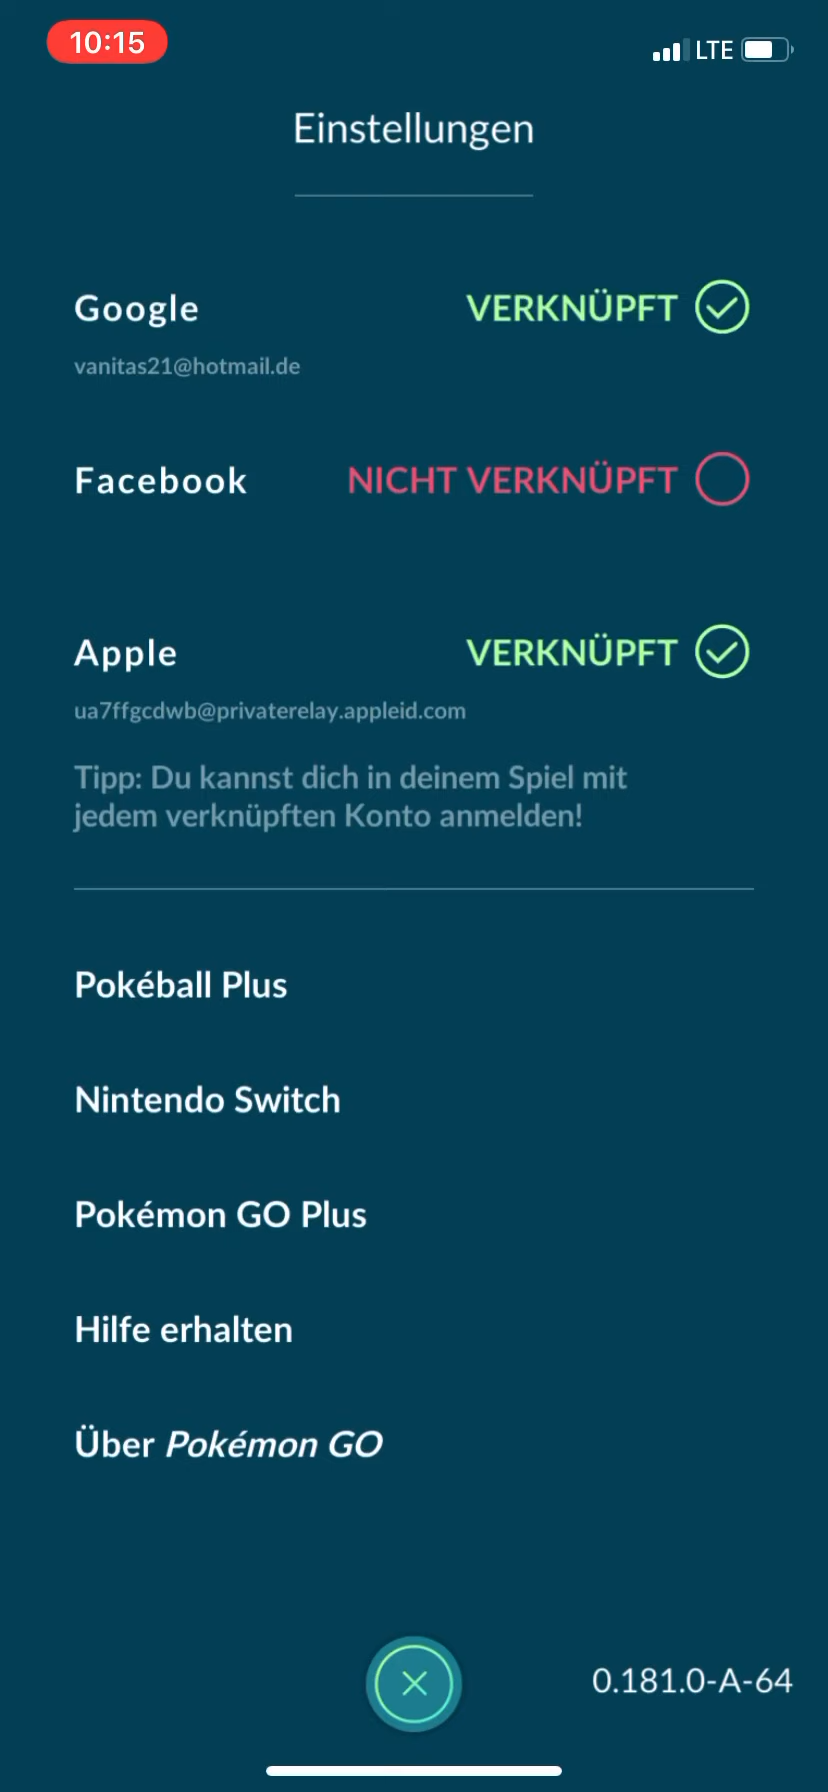 10:15
LTE
Einstellungen
Google VERKNÜPFT
vanitas21@hotmail.de
Facebook NICHT VERKNÜPFT
Apple VERKNÜPFT
ua7ffgcdwb@privaterelay.appleid.com
Tipp: Du kannst dich in deinem Spiel mit
jedem verknüpften Konto anmelden!
Pokéball Plus
Nintendo Switch
Pokémon GO Plus
Hilfe erhalten
Über Pokémon GO
0.181.0-A-64